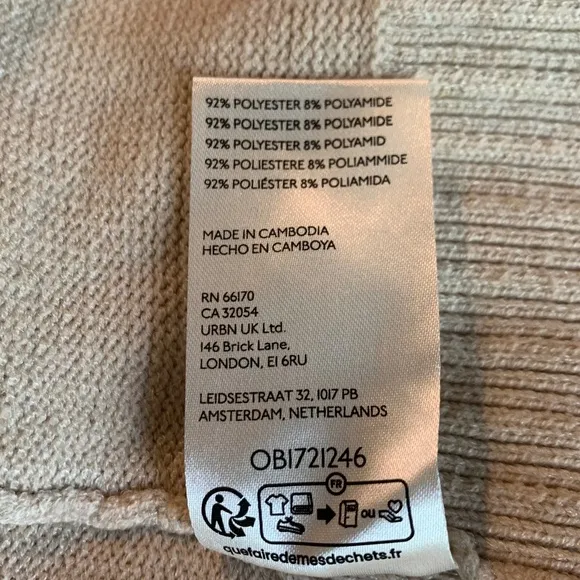 92% POLYESTER 8% POLYAMIDE
92% POLYESTER 8% POLYAMIDE
92% POLYESTER 8% POLYAMID
92% POLIESTERE 8% POLIAMMIDE
92% POLIÉSTER 8% POLIAMIDA
MADE IN CAMBODIA
HECHO EN CAMBOYA
RN 66170
CA 32054
URBN UK Ltd.
146 Brick Lane,
LONDON, E1 6RU
LEIDSESTRAAT 32, 1017 PB
AMSTERDAM, NETHERLANDS
OB1721246
FR
ou
quefairedemesdechets.fr